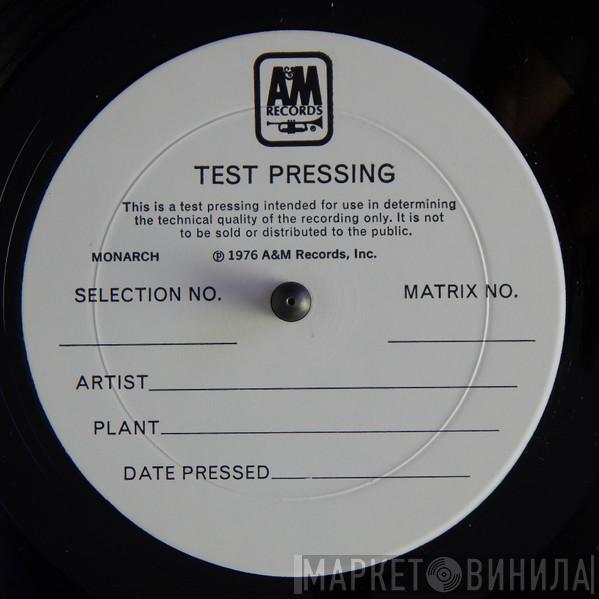 A&M
RECORDS
TEST PRESSING
This is a test pressing intended for use in determining
the technical quality of the recording only. It is not
to be sold or distributed to the public.
MONARCH ℗ 1976 A&M Records, Inc.
SELECTION NO. MATRIX NO.
ARTIST
PLANT
DATE PRESSED
МАРКЕТ ВИНИЛА